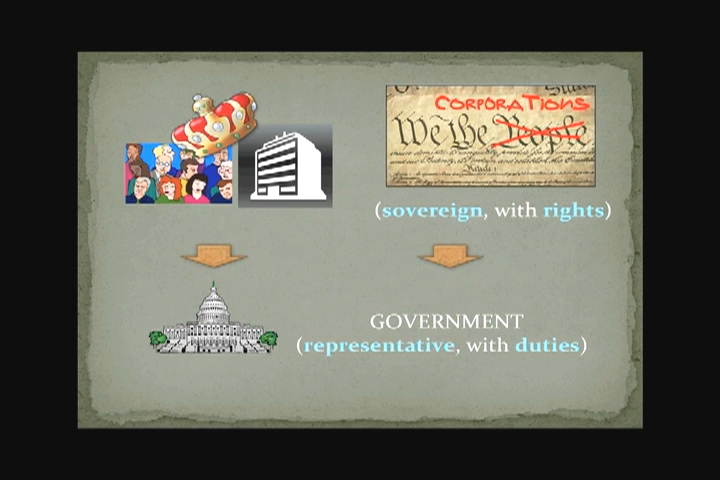 CORPORATIONS
We the People
(sovereign, with rights)
GOVERNMENT
(representative, with duties)